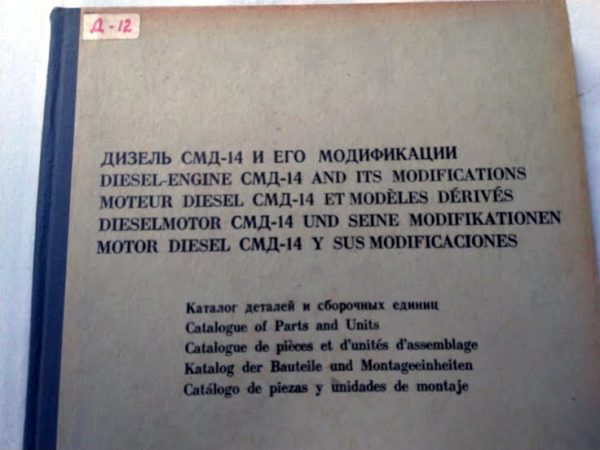 Д-12
ДИЗЕЛЬ СМД-14 И ЕГО МОДИФИКАЦИИ
DIESEL-ENGINE СМД-14 AND ITS MODIFICATIONS
MOTEUR DIESEL СМД-14 ET MODÈLES DÉRIVÉS
DIESELMOTOR СМД-14 UND SEINE MODIFIKATIONEN
MOTOR DIESEL СМД-14 Y SUS MODIFICACIONES
Каталог деталей и сборочных единиц
Catalogue of Parts and Units
Catalogue de pièces et d'unités d'assemblage
Katalog der Bauteile und Montageeinheiten
Catálogo de piezas y unidades de montaje